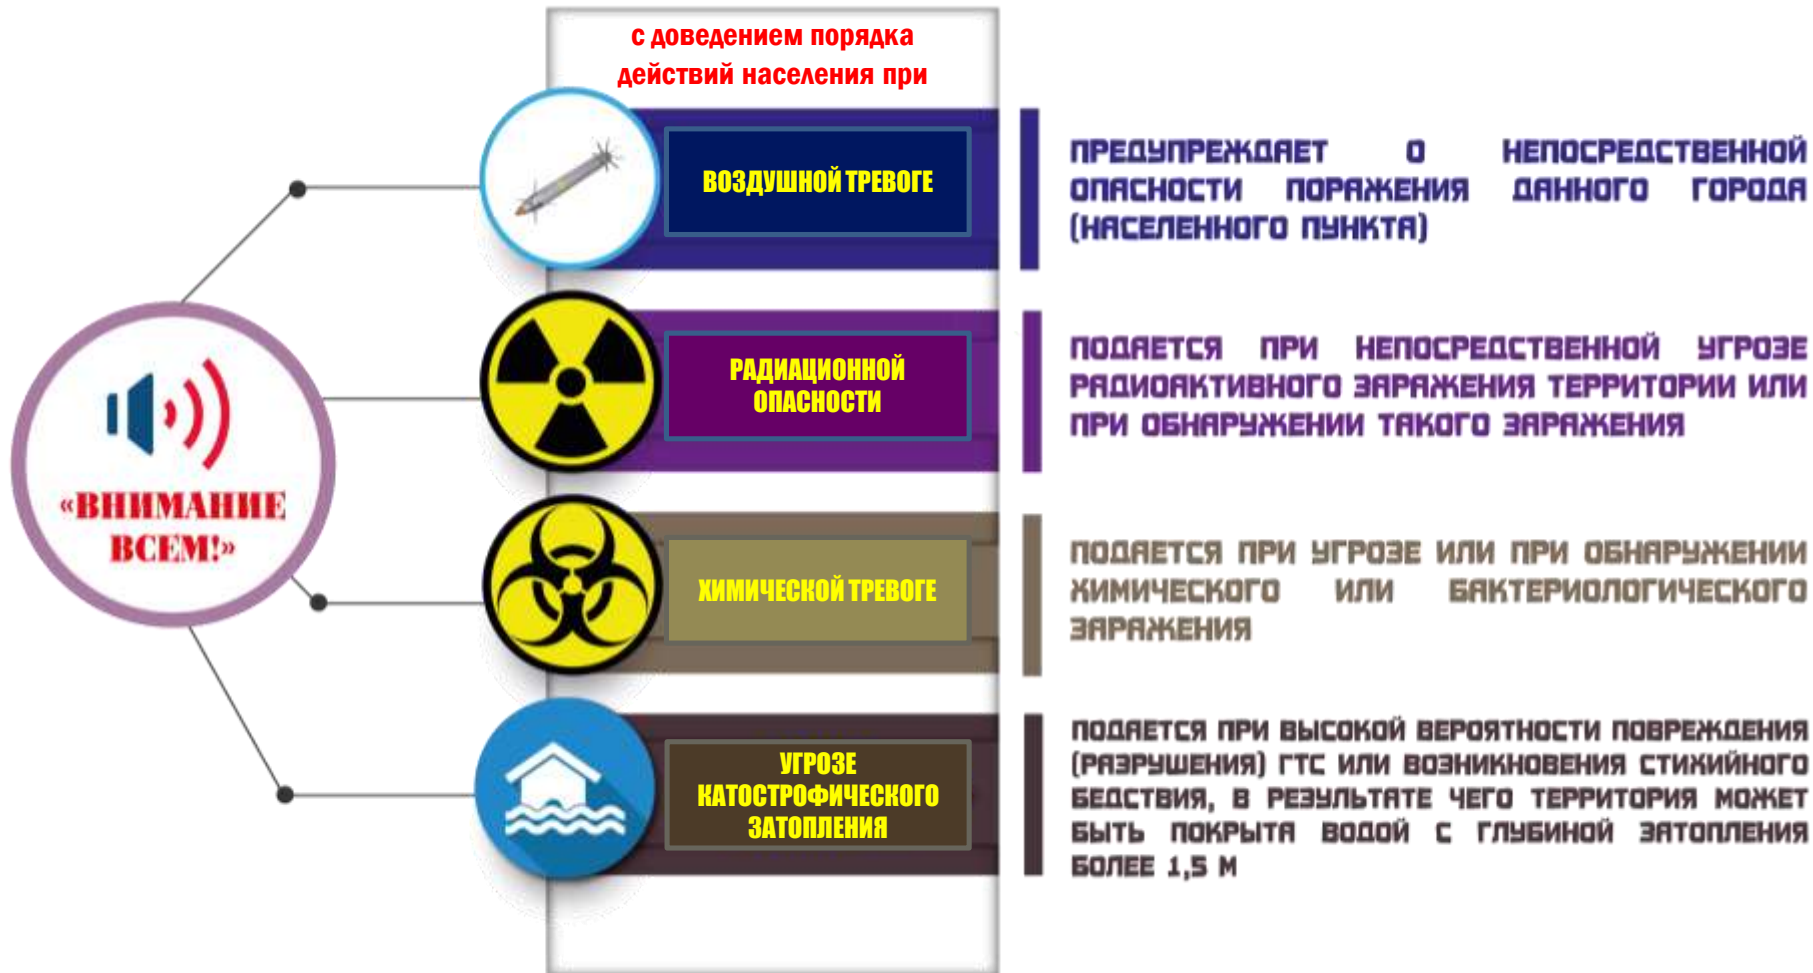 с доведением порядка
действий населения при
«ВНИМАНИЕ
ВСЕМ!»
ВОЗДУШНОЙ ТРЕВОГЕ
ПРЕДУПРЕЖДАЕТ О НЕПОСРЕДСТВЕННОЙ
ОПАСНОСТИ ПОРАЖЕНИЯ ДАННОГО ГОРОДА
(НАСЕЛЕННОГО ПУНКТА)
РАДИАЦИОННОЙ
ОПАСНОСТИ
ПОДАЕТСЯ ПРИ НЕПОСРЕДСТВЕННОЙ УГРОЗЕ
РАДИОАКТИВНОГО ЗАРАЖЕНИЯ ТЕРРИТОРИИ ИЛИ
ПРИ ОБНАРУЖЕНИИ ТАКОГО ЗАРАЖЕНИЯ
ХИМИЧЕСКОЙ ТРЕВОГЕ
ПОДАЕТСЯ ПРИ УГРОЗЕ ИЛИ ПРИ ОБНАРУЖЕНИИ
ХИМИЧЕСКОГО ИЛИ БАКТЕРИОЛОГИЧЕСКОГО
ЗАРАЖЕНИЯ
УГРОЗЕ
КАТОСТРОФИЧЕСКОГО
ЗАТОПЛЕНИЯ
ПОДАЕТСЯ ПРИ ВЫСОКОЙ ВЕРОЯТНОСТИ ПОВРЕЖДЕНИЯ
(РАЗРУШЕНИЯ) ГТС ИЛИ ВОЗНИКНОВЕНИЯ СТИХИЙНОГО
БЕДСТВИЯ, В РЕЗУЛЬТАТЕ ЧЕГО ТЕРРИТОРИЯ МОЖЕТ
БЫТЬ ПОКРЫТА ВОДОЙ С ГЛУБИНОЙ ЗАТОПЛЕНИЯ
БОЛЕЕ 1,5 М